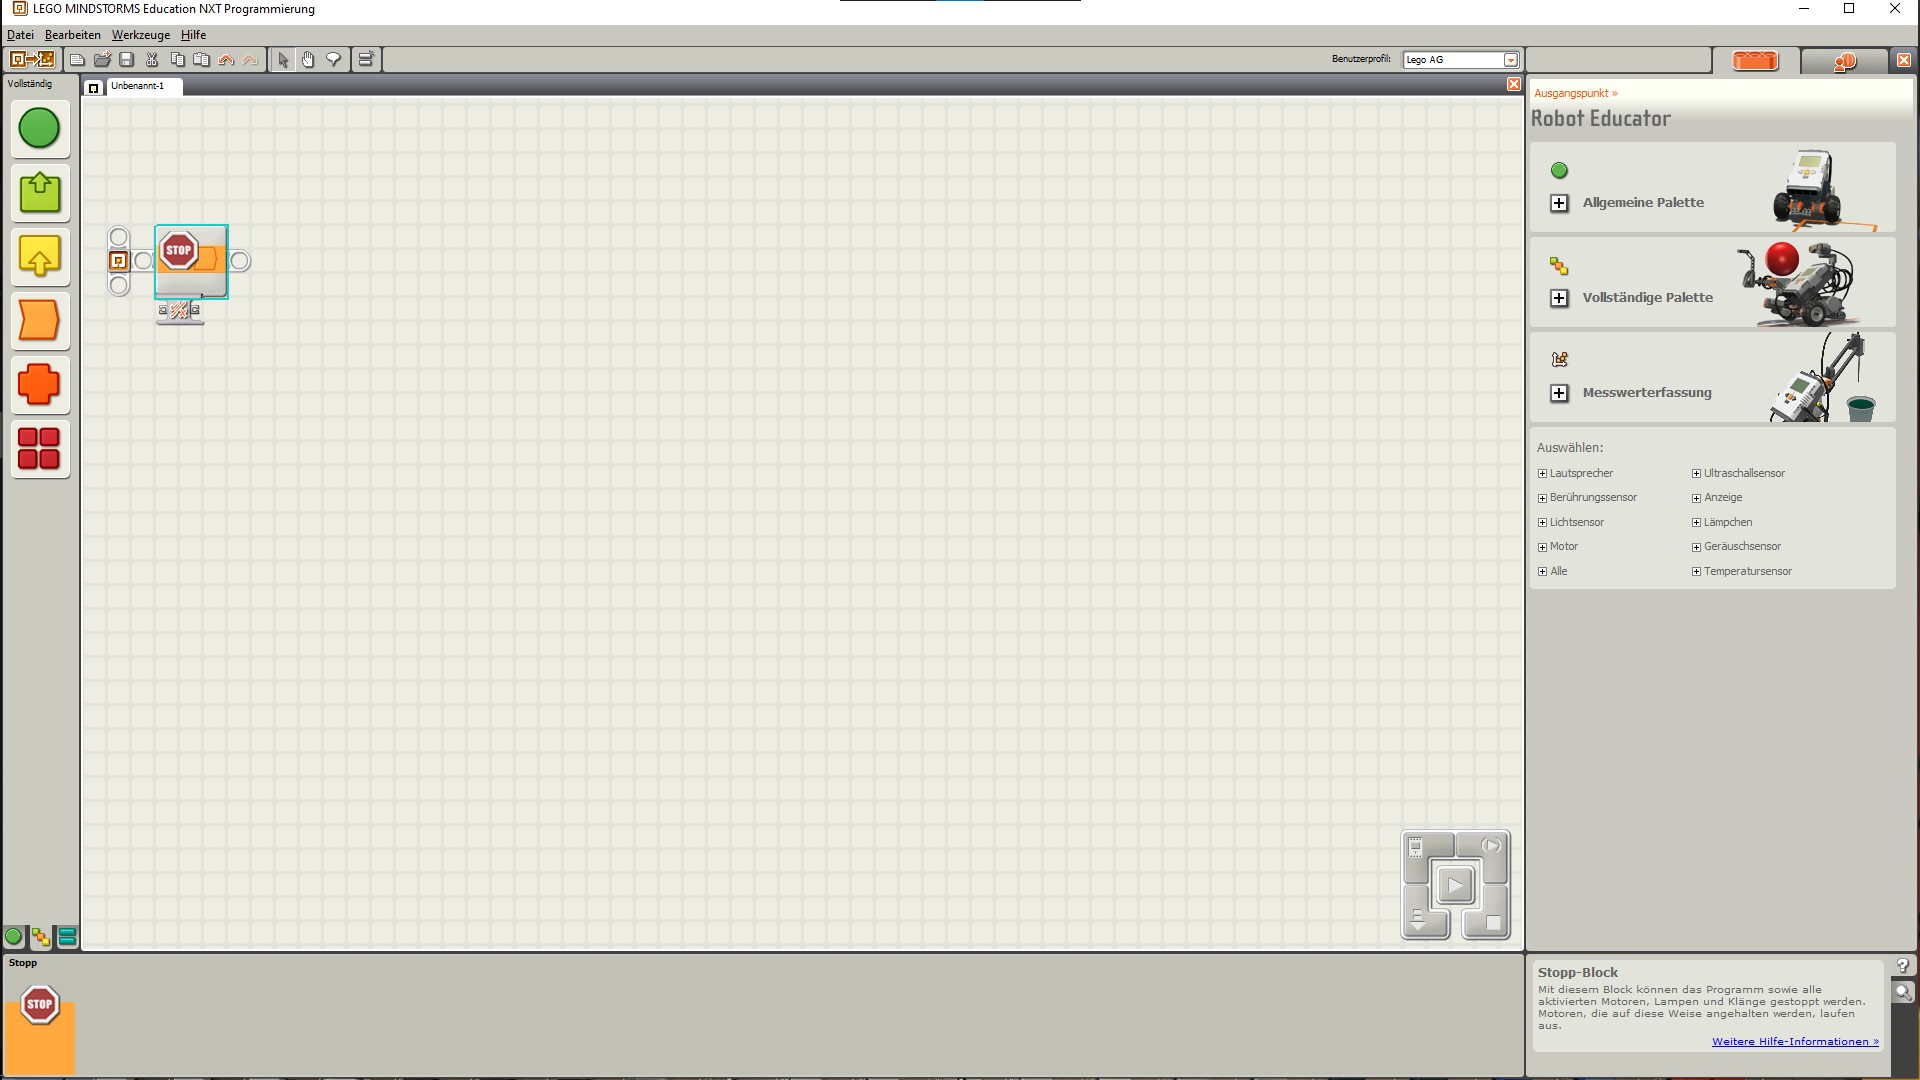 LEGO MINDSTORMS Education NXT Programmierung
Datei Bearbeiten Werkzeuge Hilfe
Benutzerprofil: Lego AG
Vollständig
Unbenannt-1
STOP
Ausgangspunkt »
Robot Educator
Allgemeine Palette
Vollständige Palette
Messwerterfassung
Auswählen:
Lautsprecher Ultraschallsensor
Berührungssensor Anzeige
Lichtsensor Lämpchen
Motor Geräuschsensor
Alle Temperatursensor
Stopp
STOP
Stopp-Block
Mit diesem Block können das Programm sowie alle
aktivierten Motoren, Lampen und Klänge gestoppt werden.
Motoren, die auf diese Weise angehalten werden, laufen
aus.
Weitere Hilfe-Informationen »